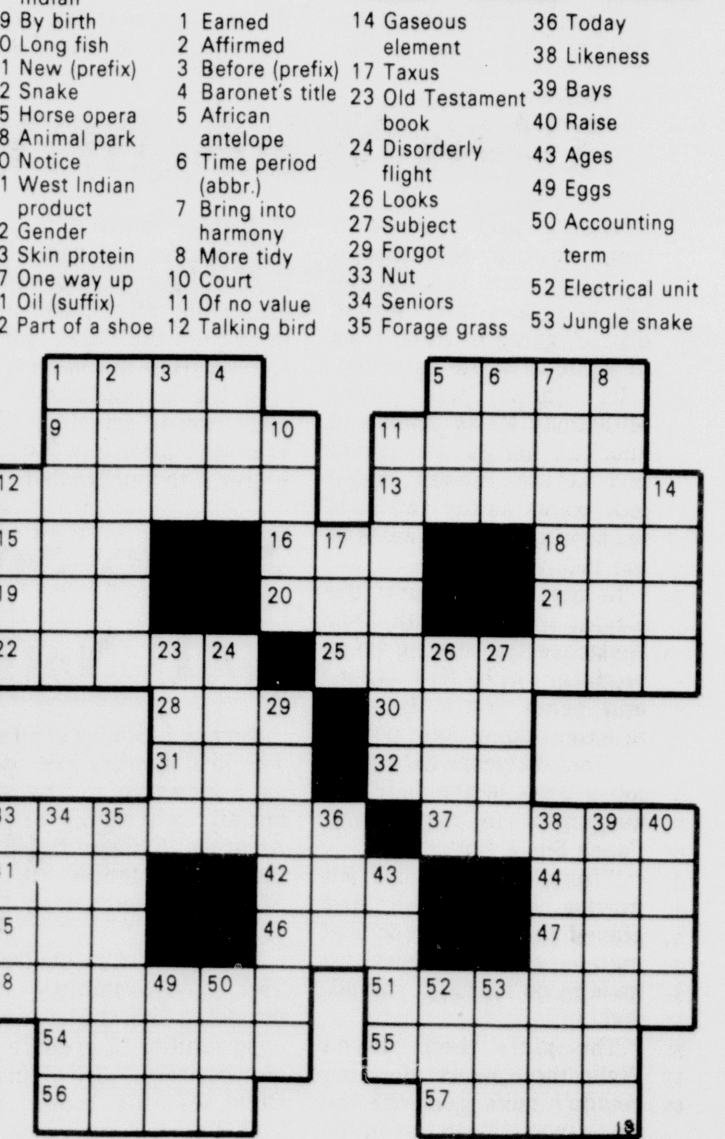 Indian
9 By birth
0 Long fish
1 New (prefix)
2 Snake
5 Horse opera
8 Animal park
0 Notice
1 West Indian
product
2 Gender
3 Skin protein
7 One way up
1 Oil (suffix)
2 Part of a shoe
1 Earned
2 Affirmed
3 Before (prefix)
4 Baronet's title
5 African
antelope
6 Time period
(abbr.)
7 Bring into
harmony
8 More tidy
10 Court
11 Of no value
12 Talking bird
14 Gaseous
element
17 Taxus
23 Old Testament
book
24 Disorderly
flight
26 Looks
27 Subject
29 Forgot
33 Nut
34 Seniors
35 Forage grass
36 Today
38 Likeness
39 Bays
40 Raise
43 Ages
49 Eggs
50 Accounting
term
52 Electrical unit
53 Jungle snake
1 2 3 4 5 6 7 8
9 10 11
12 13 14
15 16 17 18
19 20 21
22 23 24 25 26 27
28 29 30
31 32
33 34 35 36 37 38 39 40
1 42 43 44
5 46 47
8 49 50 51 52 53
54 55
56 57
18